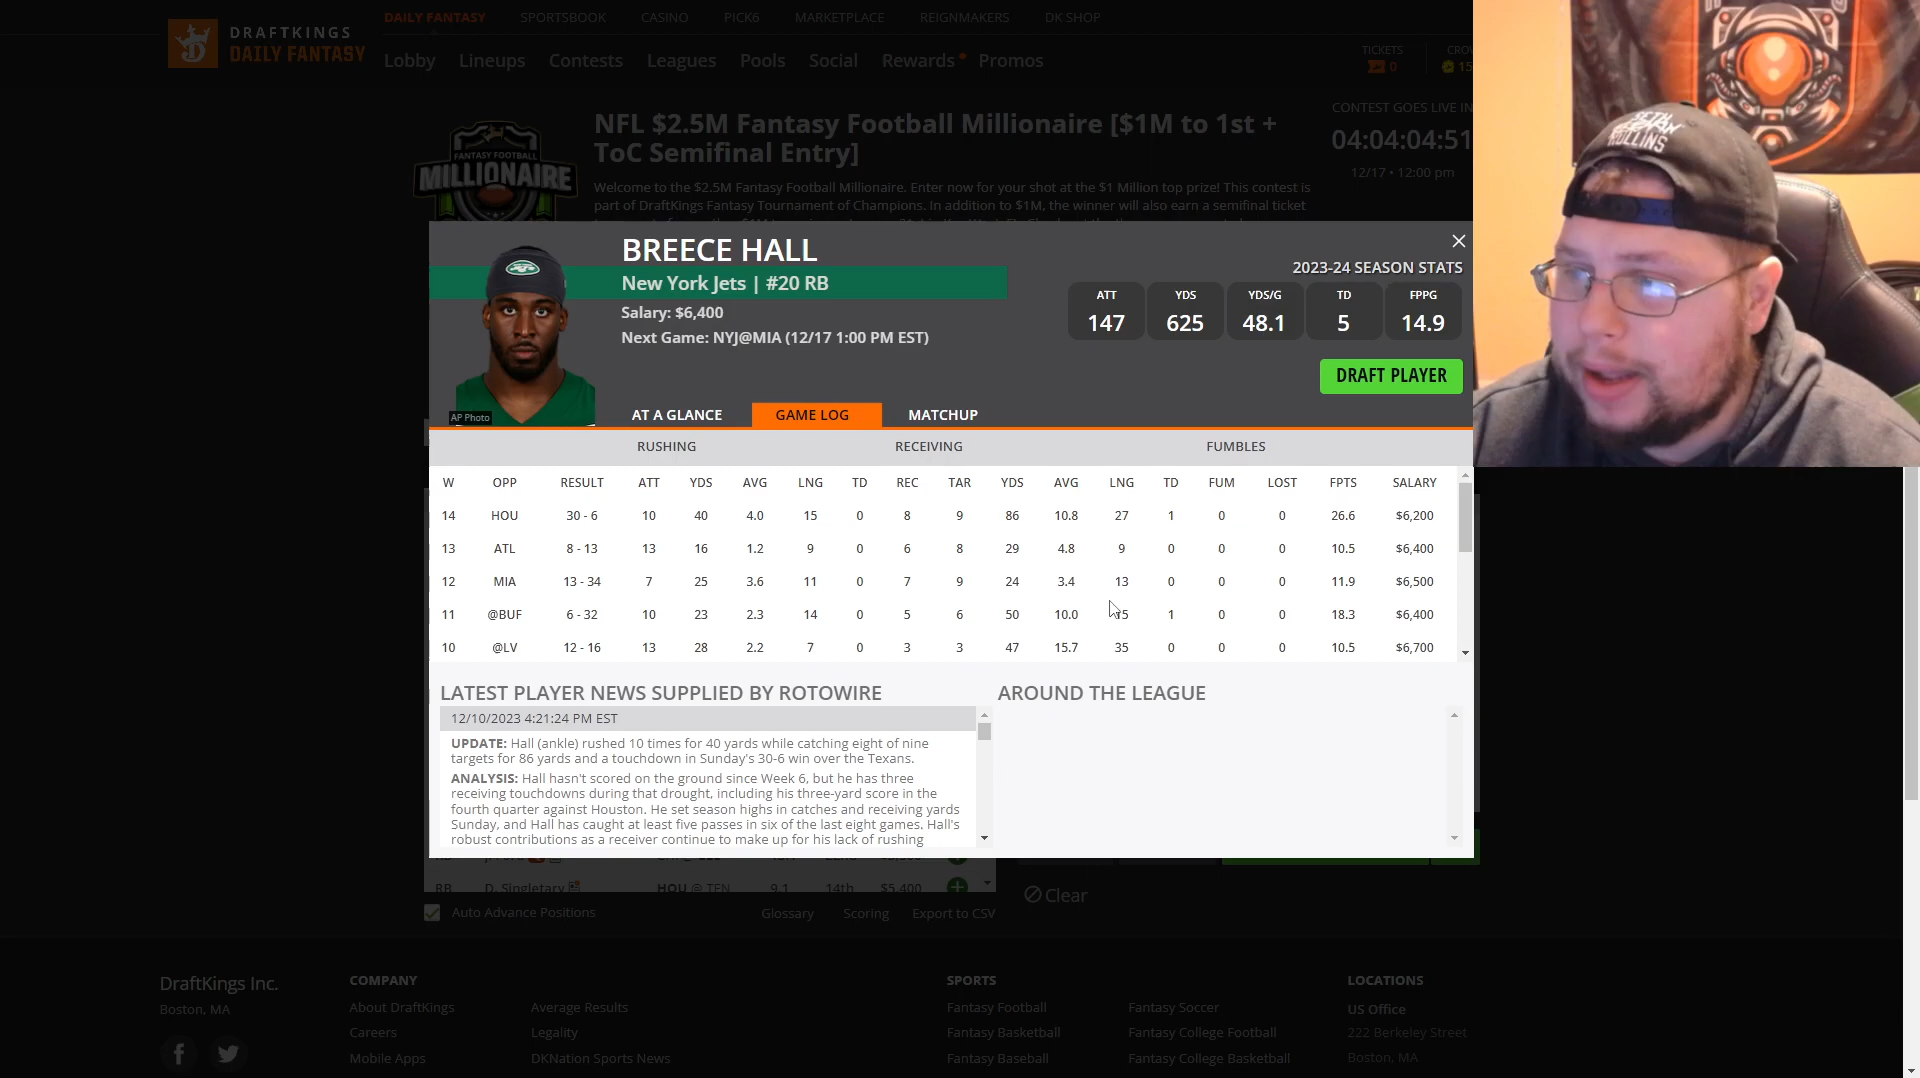 DRAFTKINGS
DAILY FANTASY
DAILY FANTASY SPORTSBOOK CASINO PICK6 MARKETPLACE REIGNMAKERS DK SHOP
Lobby Lineups Contests Leagues Pools Social Rewards Promos
TICKETS
0
15
FANTASY FOOTBALL
MILLIONAIRE
NFL $2.5M Fantasy Football Millionaire [$1M to 1st +
ToC Semifinal Entry]
CONTEST GOES LIVE IN
04:04:04:51
12/17 • 12:00 pm
Welcome to the $2.5M Fantasy Football Millionaire. Enter now for your shot at the $1 Million top prize! This contest is
part of DraftKings Fantasy Tournament of Champions. In addition to $1M, the winner will also earn a semifinal ticket
ROLLINS
BREECE HALL
New York Jets | #20 RB
Salary: $6,400
Next Game: NYJ@MIA (12/17 1:00 PM EST)
AP Photo
2023-24 SEASON STATS
ATT YDS YDS/G TD FPPG
147 625 48.1 5 14.9
DRAFT PLAYER
AT A GLANCE GAME LOG MATCHUP
RUSHING RECEIVING FUMBLES
W OPP RESULT ATT YDS AVG LNG TD REC TAR YDS AVG LNG TD FUM LOST FPTS SALARY
14 HOU 30 - 6 10 40 4.0 15 0 8 9 86 10.8 27 1 0 0 26.6 $6,200
13 ATL 8 - 13 13 16 1.2 9 0 6 8 29 4.8 9 0 0 0 10.5 $6,400
12 MIA 13 - 34 7 25 3.6 11 0 7 9 24 3.4 13 0 0 0 11.9 $6,500
11 @BUF 6 - 32 10 23 2.3 14 0 5 6 50 10.0 1 0 0 18.3 $6,400
10 @LV 12 - 16 13 28 2.2 7 0 3 3 47 15.7 35 0 0 0 10.5 $6,700
LATEST PLAYER NEWS SUPPLIED BY ROTOWIRE
12/10/2023 4:21:24 PM EST
UPDATE: Hall (ankle) rushed 10 times for 40 yards while catching eight of nine
targets for 86 yards and a touchdown in Sunday's 30-6 win over the Texans.
ANALYSIS: Hall hasn't scored on the ground since Week 6, but he has three
receiving touchdowns during that drought, including his three-yard score in the
fourth quarter against Houston. He set season highs in catches and receiving yards
Sunday, and Hall has caught at least five passes in six of the last eight games. Hall's
robust contributions as a receiver continue to make up for his lack of rushing
AROUND THE LEAGUE
RB D. Singletary HOU @ TEN 9.1 14th $5,400
Clear
Auto Advance Positions
Glossary Scoring Export to CSV
DraftKings Inc.
Boston, MA
COMPANY
About DraftKings
Careers
Mobile Apps
Average Results
Legality
DKNation Sports News
SPORTS
Fantasy Football
Fantasy Basketball
Fantasy Baseball
Fantasy Soccer
Fantasy College Football
Fantasy College Basketball
LOCATIONS
US Office
222 Berkeley Street
Boston, MA